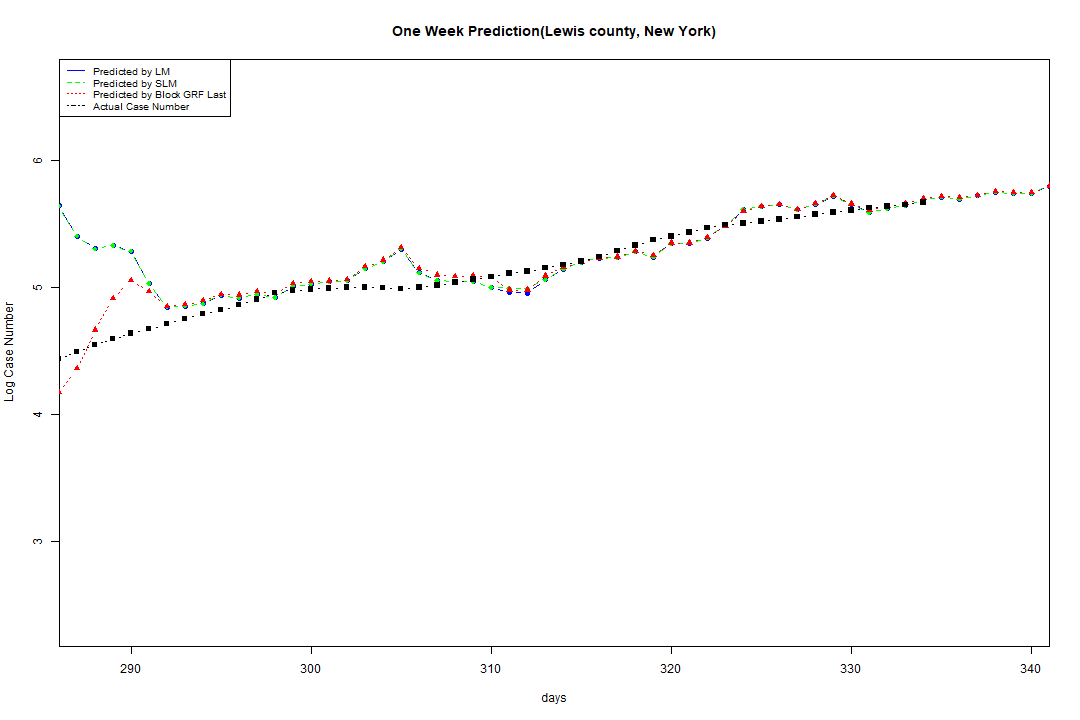 One Week Prediction(Lewis county, New York)
Predicted by LM
Predicted by SLM
Predicted by Block GRF Last
Actual Case Number
6
5
4
3
Log Case Number
290 300 310 320 330 340
days